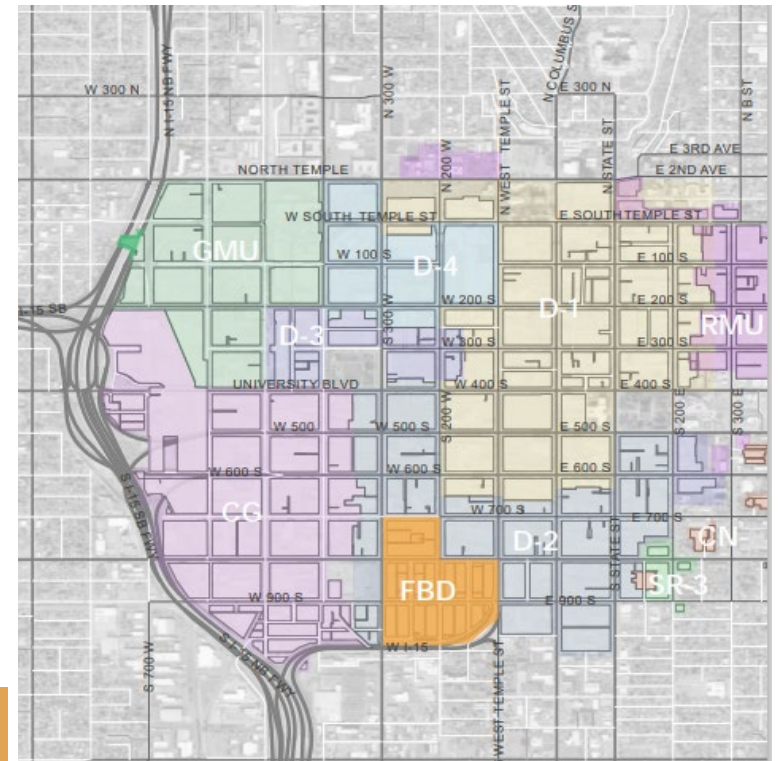 N COLUMBUS S
N I-15 NB FWY
N 300 W
W 300 N
E 300 N
N WEST TEMPLE ST
N STATE ST
N B ST
N 200 W
E 3RD AVE
E 2ND AVE
NORTH TEMPLE
W SOUTH TEMPLE ST
E SOUTH TEMPLE ST
GMU
W 100 S
E 100 S
D-4
W 200 S
E 200 S
I-15 SB
D-1
S 300 W
RMU
D-3
W 300 S
E 300 S
UNIVERSITY BLVD
W 400 S
E 400 S
S 200 W
S 200 E
S 300 E
W 500
W 500 S
E 500 S
W 600 S
W 600 S
E 600 S
S I-15 SB FWY
W 700 S
E 700 S
CG
D-2
CN
S STATE ST
FBD
SR-3
W 900 S
E 900 S
W I-15
S 700 W
S I-15 NB FWY
WEST TEMPLE ST